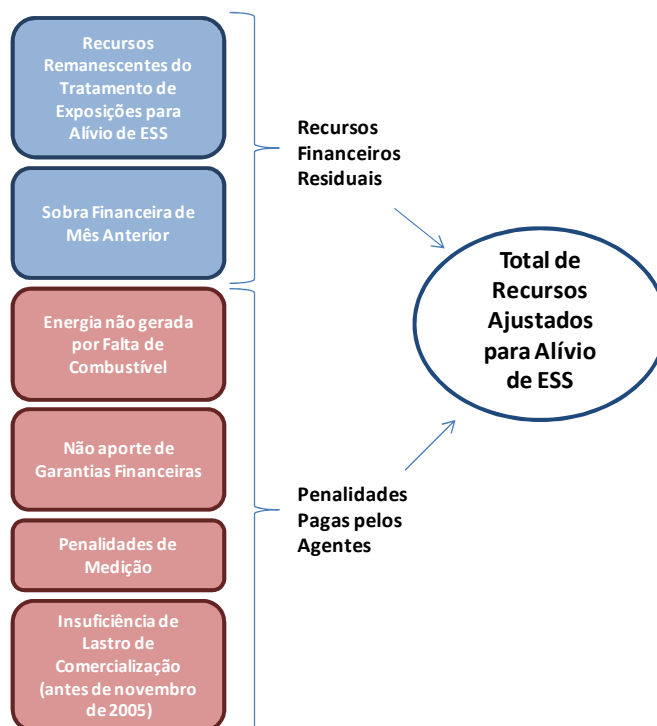 Recursos
Remanescentes do
Tratamento de
Exposições para
Alívio de ESS
Sobra Financeira de
Mês Anterior
Recursos
Financeiros
Residuais
Energia não gerada
por Falta de
Combustível
Não aporte de
Garantias Financeiras
Penalidades de
Medição
Insuficiência de
Lastro de
Comercialização
(antes de novembro
de 2005)
Penalidades
Pagas pelos
Agentes
Total de
Recursos
Ajustados
para Alívio
de ESS